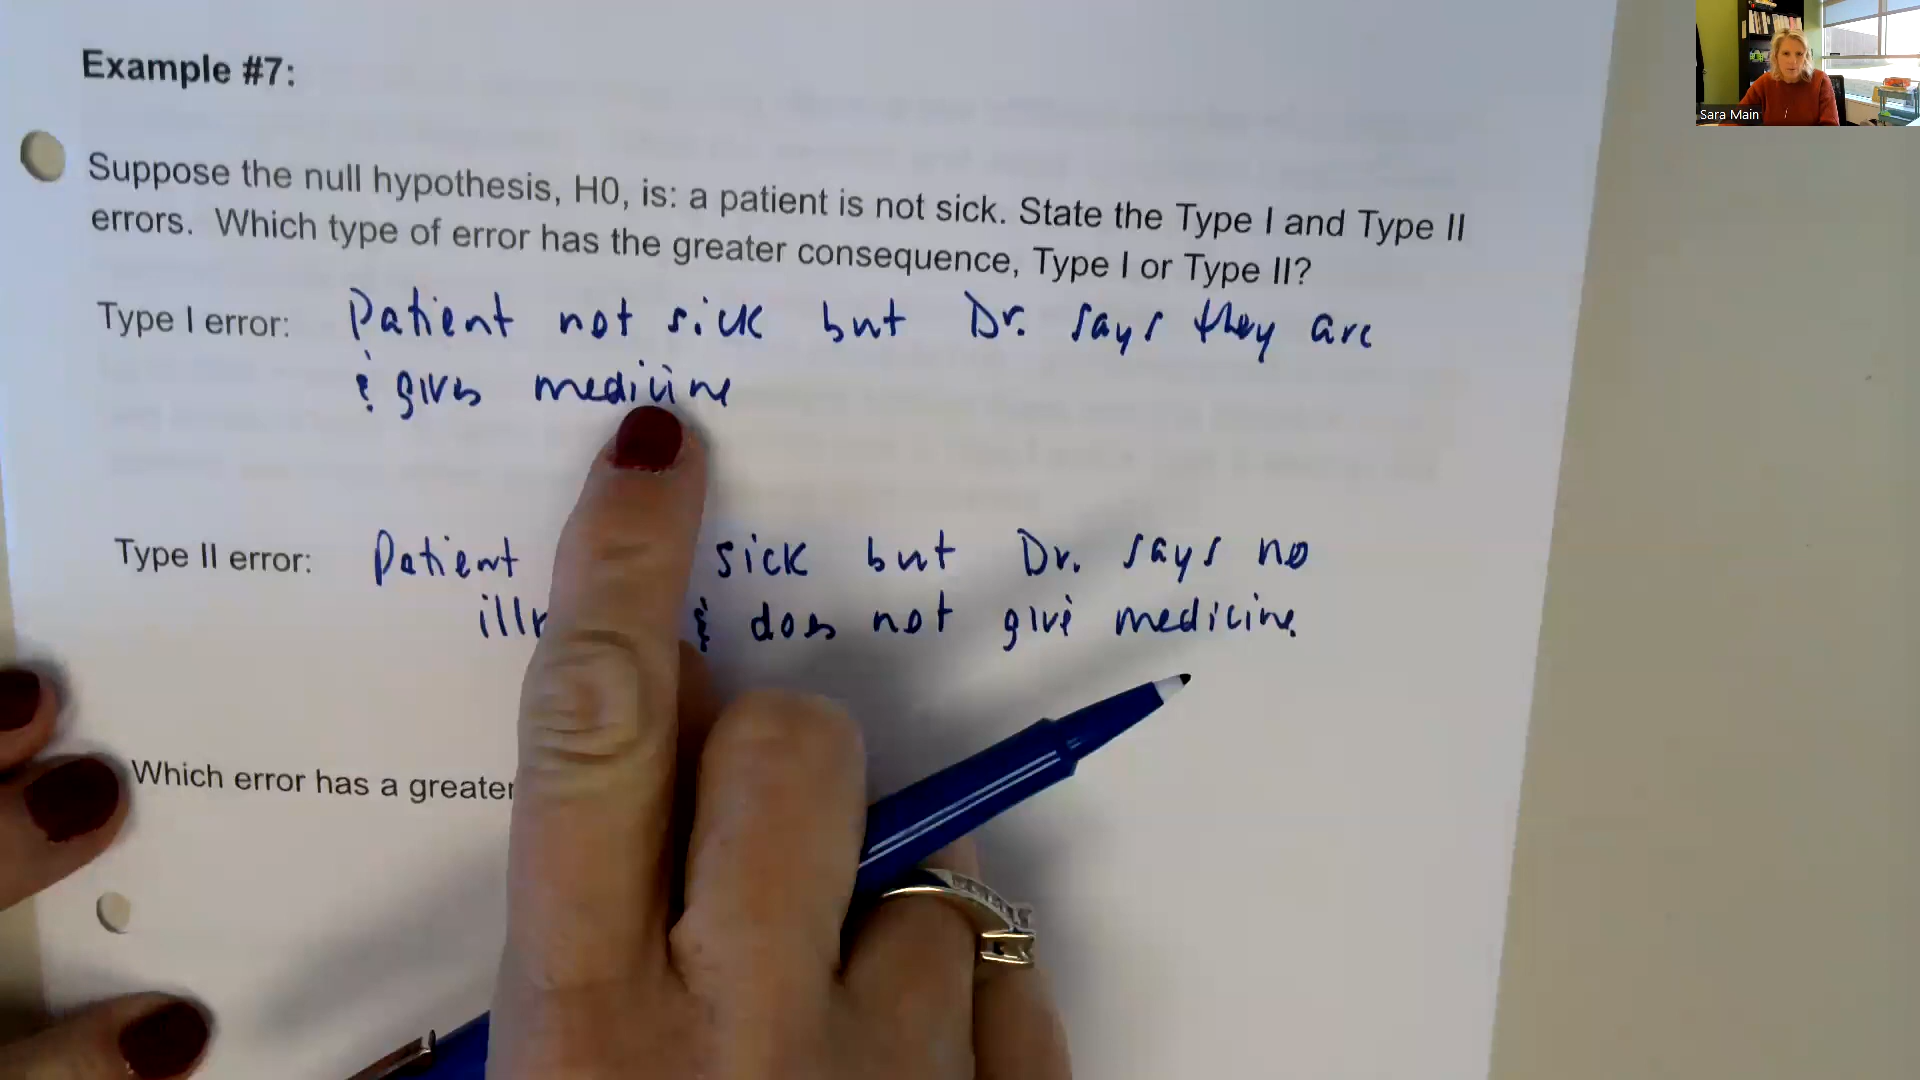 Example #7:
Suppose the null hypothesis, H0, is: a patient is not sick. State the Type I and Type II
errors. Which type of error has the greater consequence, Type I or Type II?
Type I error: Patient not sick but Dr. says they are
& gives medicine
Type II error: Patient sick but Dr. says no
& does not give medicine.
Which error has a greater
Sara Main